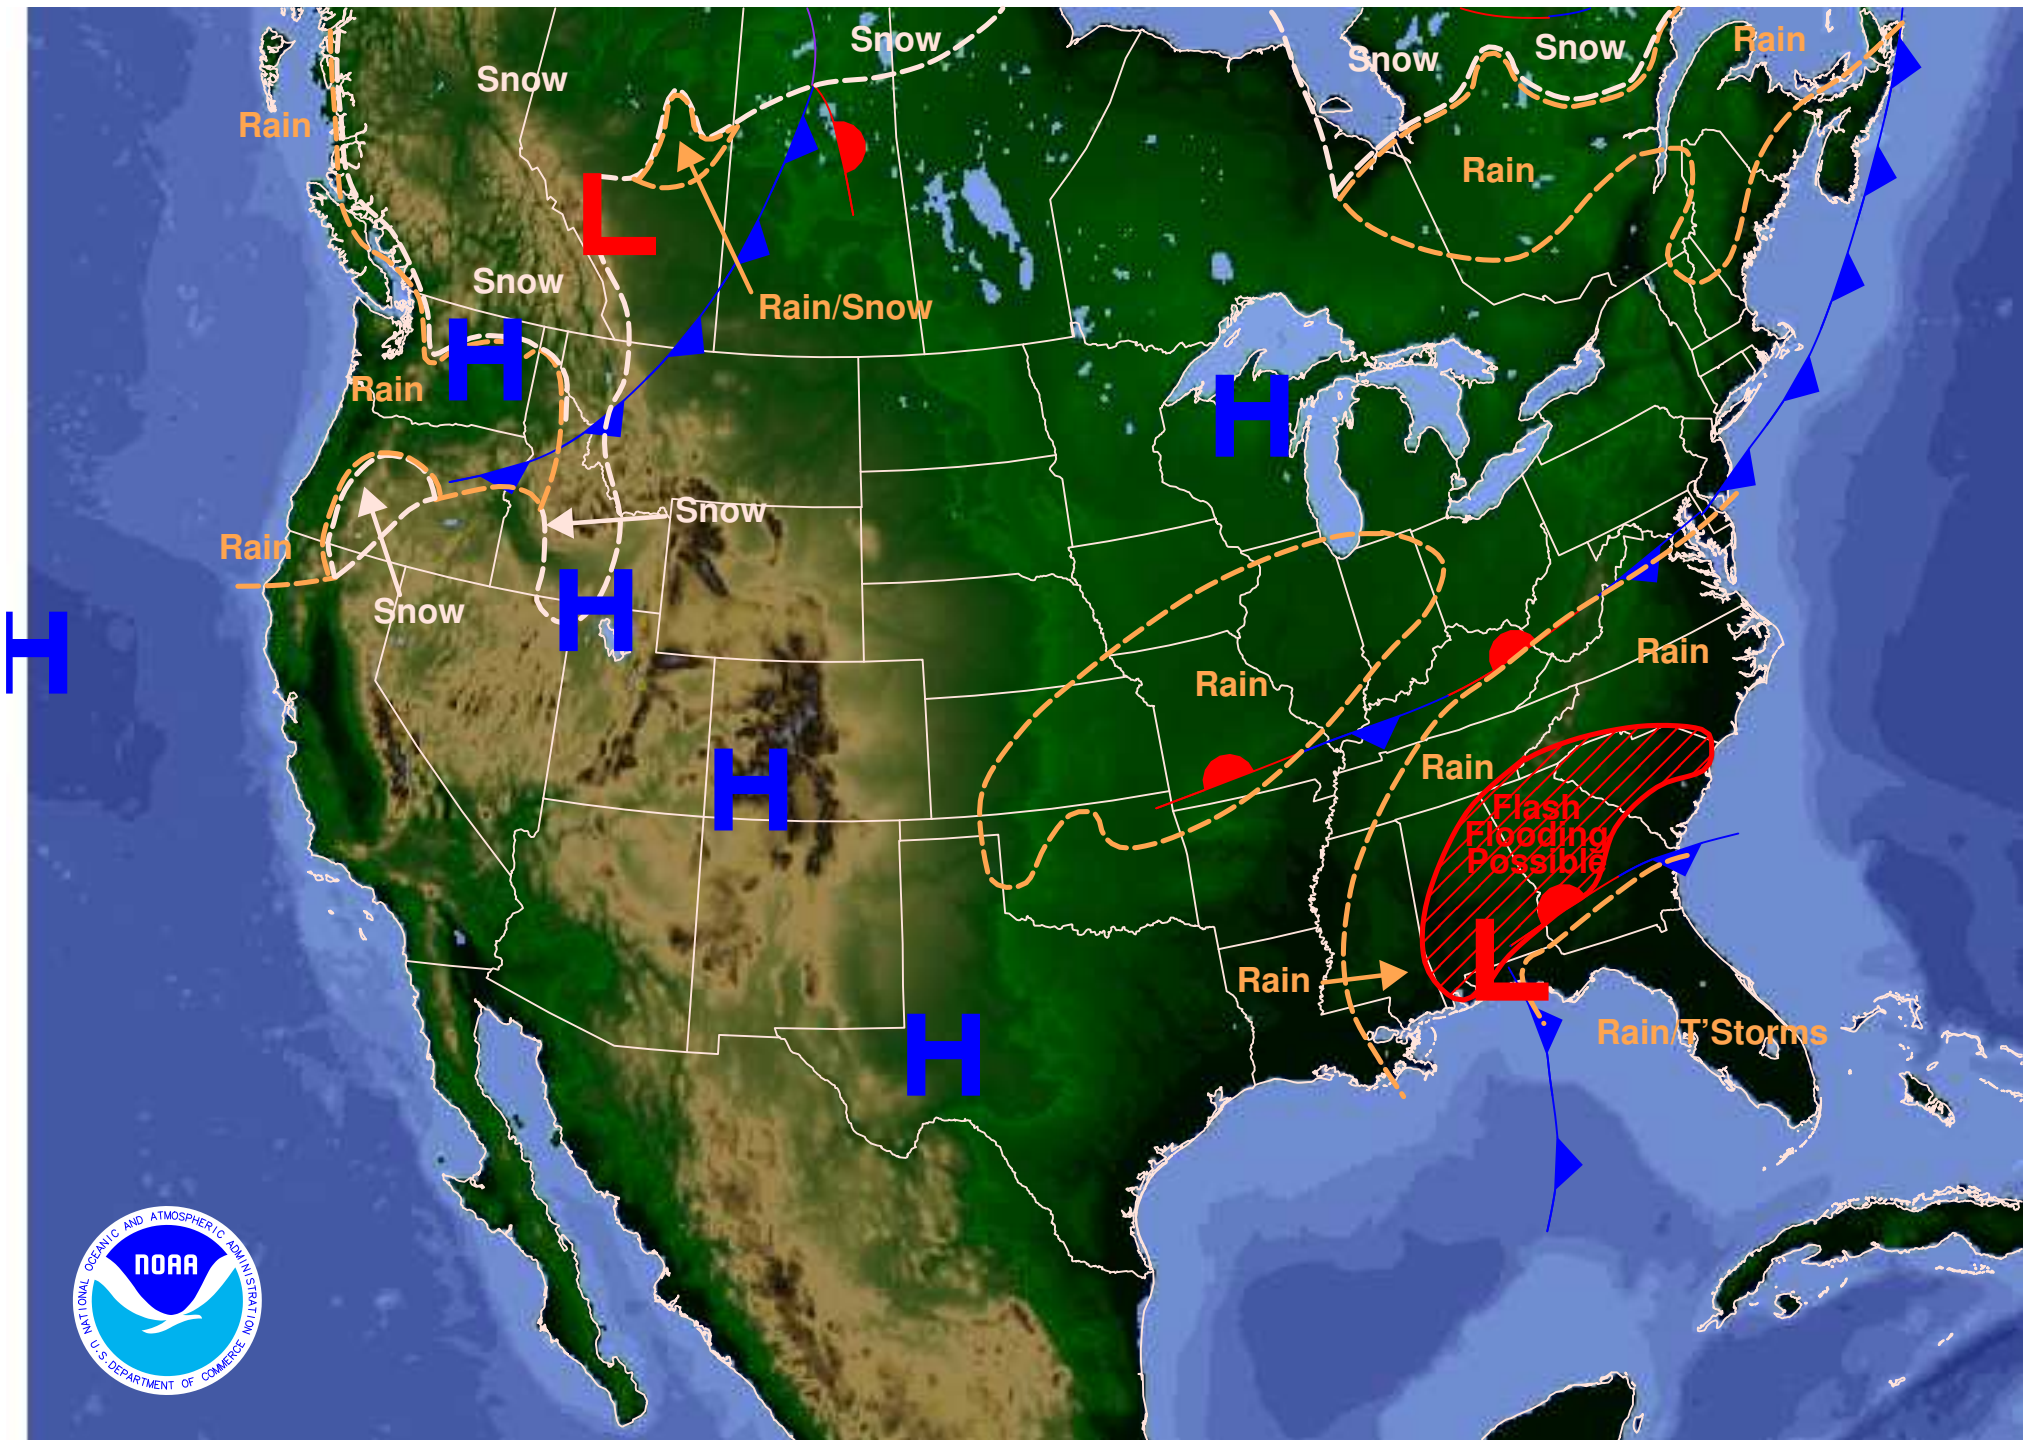 Snow
Snow
Rain
Snow
Snow
Rain
Rain
L
Snow
Rain/Snow
H
Rain
H
Snow
Rain
Snow
H
H
Rain
Rain
Rain
H
Flash
Flooding
Possible
L
Rain
H
Rain/T'Storms
NATIONAL OCEANIC AND ATMOSPHERIC ADMINISTRATION
NOAA
U.S. DEPARTMENT OF COMMERCE